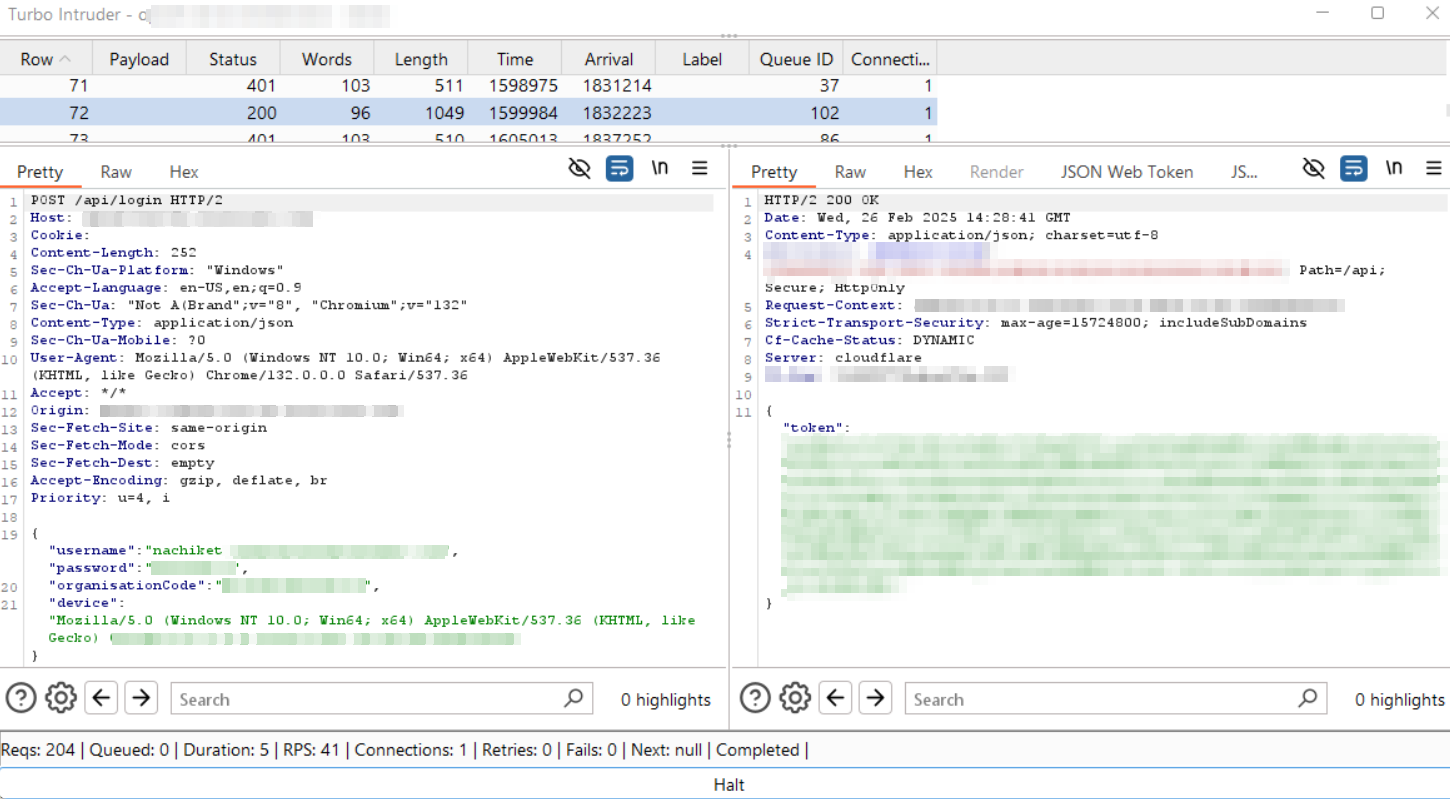 Turbo Intruder -
Row Payload Status Words Length Time Arrival Label Queue ID Connecti...
71 401 103 511 1598975 1831214 37 1
72 200 96 1049 1599984 1832223 102 1
73 401 103 510 1605013 1837252 86 1
Pretty Raw Hex \n
1 POST /api/login HTTP/2
2 Host:
3 Cookie:
4 Content-Length: 252
5 Sec-Ch-Ua-Platform: "Windows"
6 Accept-Language: en-US,en;q=0.9
7 Sec-Ch-Ua: "Not A(Brand";v="8", "Chromium";v="132"
8 Content-Type: application/json
9 Sec-Ch-Ua-Mobile: ?0
10 User-Agent: Mozilla/5.0 (Windows NT 10.0; Win64; x64) AppleWebKit/537.36
(KHTML, like Gecko) Chrome/132.0.0.0 Safari/537.36
11 Accept: */*
12 Origin:
13 Sec-Fetch-Site: same-origin
14 Sec-Fetch-Mode: cors
15 Sec-Fetch-Dest: empty
16 Accept-Encoding: gzip, deflate, br
17 Priority: u=4, i
18
19 {
"username":"nachiket ",
"password":" ",
20 "organisationCode":" ",
21 "device":
"Mozilla/5.0 (Windows NT 10.0; Win64; x64) AppleWebKit/537.36 (KHTML, like
Gecko)
}
Search 0 highlights
Pretty Raw Hex Render JSON Web Token JS... \n
1 HTTP/2 200 OK
2 Date: Wed, 26 Feb 2025 14:28:41 GMT
3 Content-Type: application/json; charset=utf-8
4
Path=/api;
Secure; HttpOnly
5 Request-Context:
6 Strict-Transport-Security: max-age=15724800; includeSubDomains
7 Cf-Cache-Status: DYNAMIC
8 Server: cloudflare
9
10
11 {
"token":
}
Search 0 highlights
Reqs: 204 | Queued: 0 | Duration: 5 | RPS: 41 | Connections: 1 | Retries: 0 | Fails: 0 | Next: null | Completed |
Halt